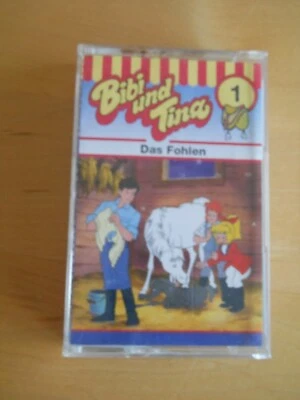 Bibi
und
Tina
1
Das Fohlen